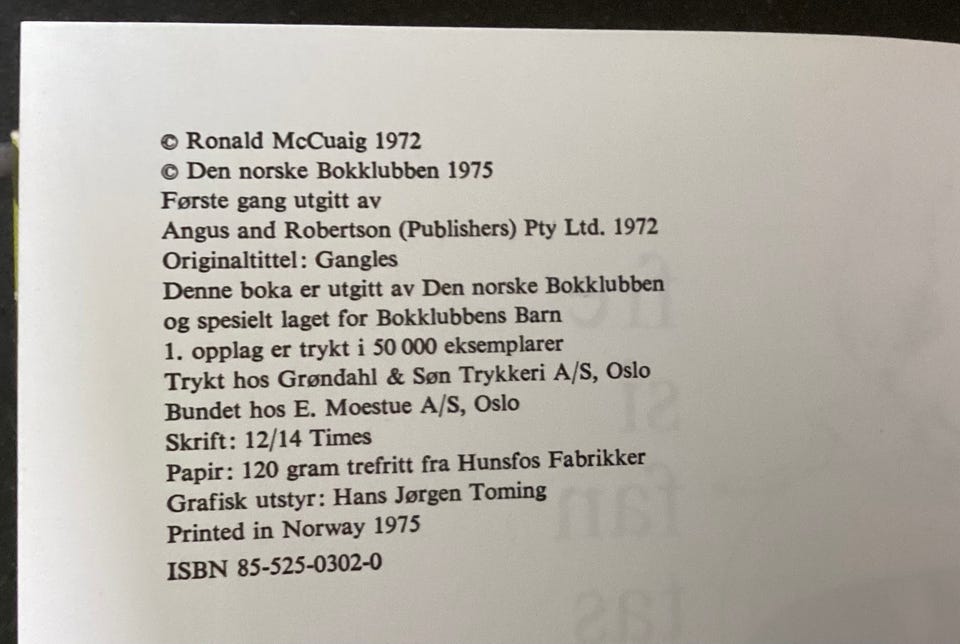 © Ronald McCuaig 1972
© Den norske Bokklubben 1975
Første gang utgitt av
Angus and Robertson (Publishers) Pty Ltd. 1972
Originaltittel: Gangles
Denne boka er utgitt av Den norske Bokklubben
og spesielt laget for Bokklubbens Barn
1. opplag er trykt i 50 000 eksemplarer
Trykt hos Grøndahl & Søn Trykkeri A/S, Oslo
Bundet hos E. Moestue A/S, Oslo
Skrift: 12/14 Times
Papir: 120 gram trefritt fra Hunsfos Fabrikker
Grafisk utstyr: Hans Jørgen Toming
Printed in Norway 1975
ISBN 85-525-0302-0